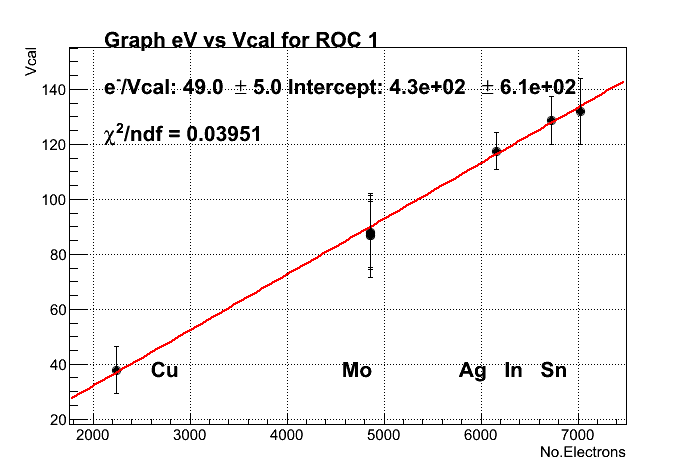 Graph eV vs Vcal for ROC 1
Vcal
e⁻/Vcal: 49.0 ± 5.0 Intercept: 4.3e+02 ± 6.1e+02
χ²/ndf = 0.03951
140
120
100
80
60
40
20
Cu Mo Ag In Sn
2000 3000 4000 5000 6000 7000
No.Electrons